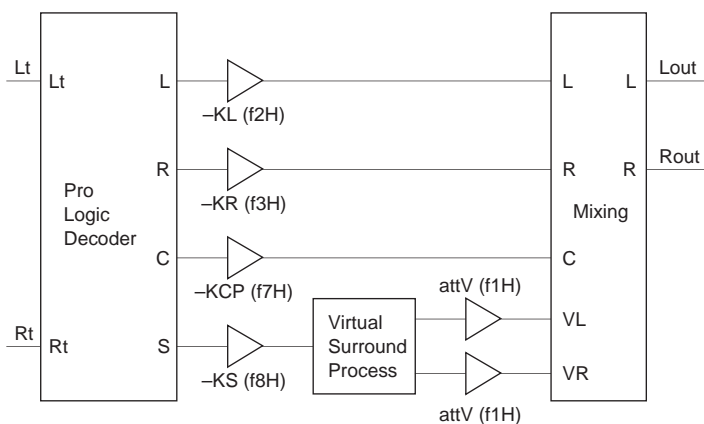 Lt
Lt
L
–KL (f2H)
L
L
Lout
R
–KR (f3H)
R
R
Rout
Pro
Logic
Decoder
Mixing
C
–KCP (f7H)
C
attV (f1H)
Rt
Rt
S
–KS (f8H)
Virtual
Surround
Process
VL
VR
attV (f1H)